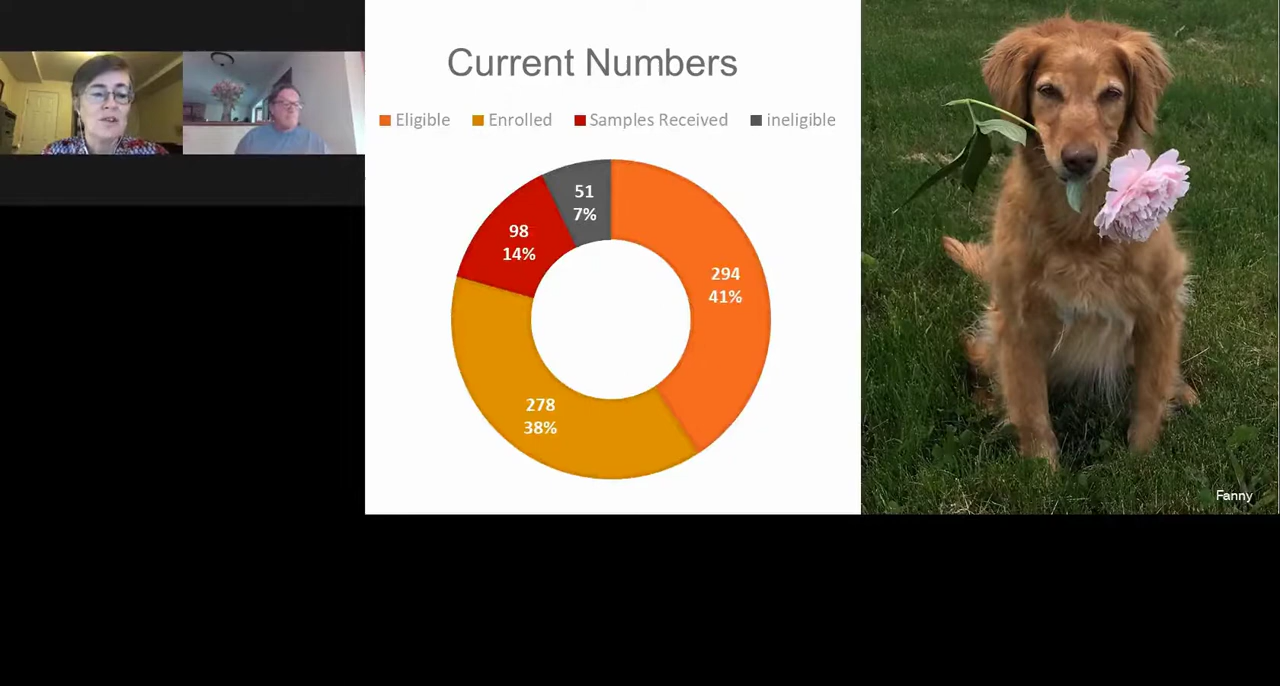 Current Numbers
Eligible Enrolled Samples Received ineligible
51
7%
98
14%
294
41%
278
38%
Fanny